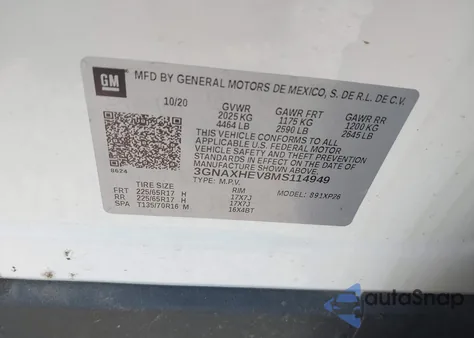 GM
MFD BY GENERAL MOTORS DE MEXICO, S. DE R.L. DE C.V.
10/20 GVWR GAWR FRT GAWR RR
2025 KG 1175 KG 1200 KG
4464 LB 2590 LB 2645 LB
THIS VEHICLE CONFORMS TO ALL
APPLICABLE U.S. FEDERAL MOTOR
VEHICLE SAFETY, BUMPER, AND THEFT
PREVENTION STANDARDS IN EFFECT ON
THE DATE OF MANUFACTURE SHOWN ABOVE.
3GNAXHEV8MS114949
0624 TYPE: M.P.V. MODEL: 891XP26
TIRE SIZE RIM
FRT 225/65R17 H 17X7J
RR 225/65R17 H 17X7J
SPA T135/70R16 M 16X4BT
autoSnap